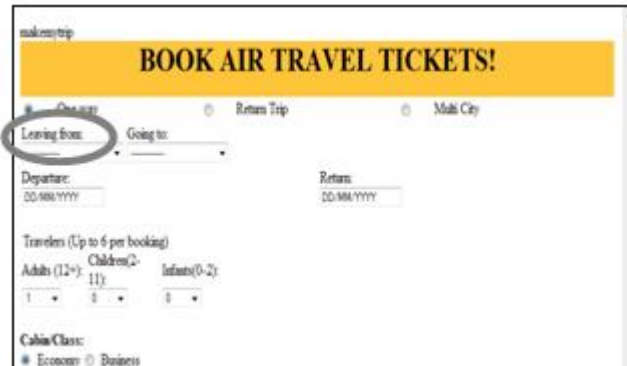 makemytrip
BOOK AIR TRAVEL TICKETS!
One-way Return Trip Multi City
Leaving from: Going to:
Departure: Return:
DD/MM/YYYY DD/MM/YYYY
Travelers (Up to 6 per booking)
Adults (12+): Children(2-11): Infants(0-2):
1 0 0
Cabin/Class:
Economy Business